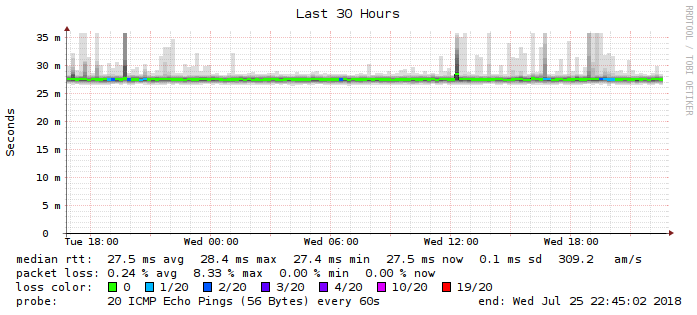 Last 30 Hours
RRDTOOL / TOBI OETIKER
Seconds
35 m
30 m
25 m
20 m
15 m
10 m
5 m
0
Tue 18:00 Wed 00:00 Wed 06:00 Wed 12:00 Wed 18:00
median rtt: 27.5 ms avg 28.4 ms max 27.4 ms min 27.5 ms now 0.1 ms sd 309.2 am/s
packet loss: 0.24 % avg 8.33 % max 0.00 % min 0.00 % now
loss color: 0 1/20 2/20 3/20 4/20 10/20 19/20
probe: 20 ICMP Echo Pings (56 Bytes) every 60s end: Wed Jul 25 22:45:02 2018